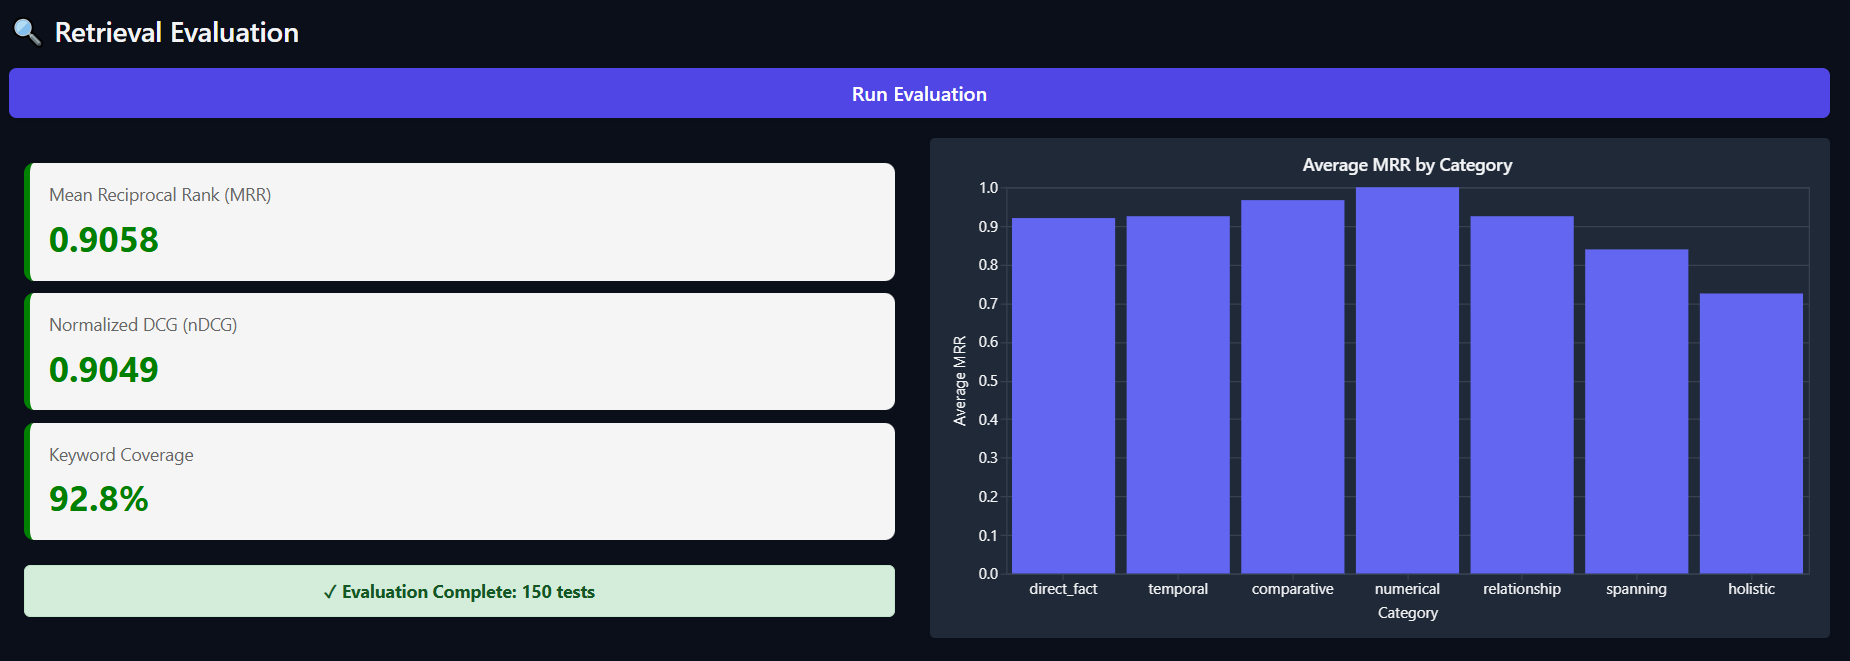 🔍 Retrieval Evaluation
Run Evaluation
Mean Reciprocal Rank (MRR)
0.9058
Normalized DCG (nDCG)
0.9049
Keyword Coverage
92.8%
✓ Evaluation Complete: 150 tests
Average MRR by Category
1.0
0.9
0.8
0.7
0.6
0.5
0.4
0.3
0.2
0.1
0.0
Average MRR
direct_fact temporal comparative numerical relationship spanning holistic
Category